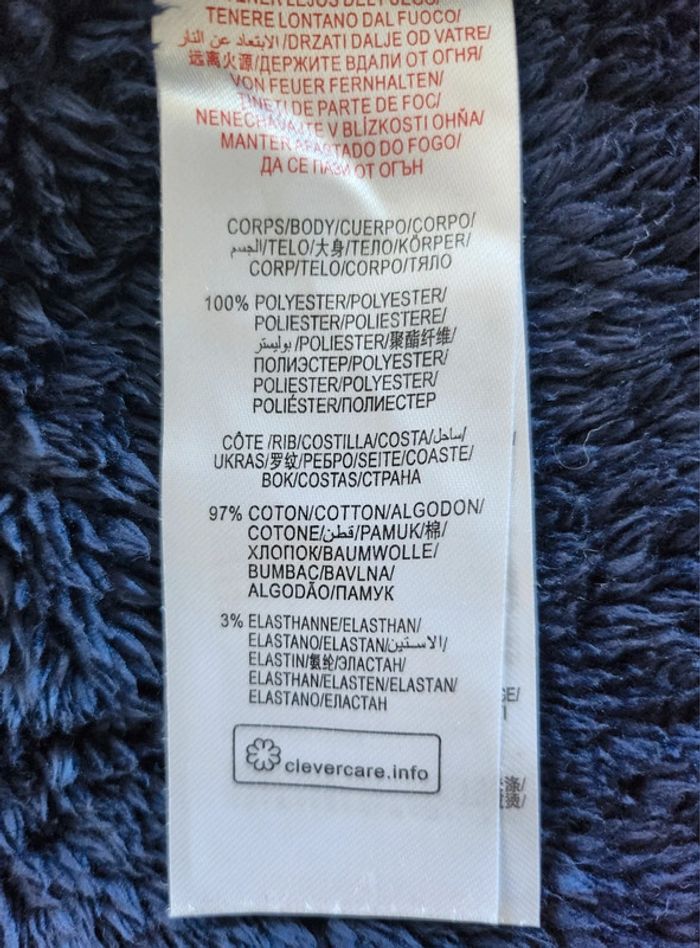 TENERE LONTANO DAL FUOCO/
الابتعاد عن النار/DRZATI DALJE OD VATRE/
远离火源/ДЕРЖИТЕ ВДАЛИ ОТ ОГНЯ/
VON FEUER FERNHALTEN/
TINETI DE PARTE DE FOC/
NENECHAVAJTE V BLÍZKOSTI OHŇA/
MANTER AFASTADO DO FOGO/
ДА СЕ ПАЗИ ОТ ОГЪН
CORPS/BODY/CUERPO/CORPO/
الجسم/TELO/大身/ТЕЛО/KÖRPER/
CORP/TELO/CORPO/ТЯЛО
100% POLYESTER/POLYESTER/
POLIESTER/POLIESTERE/
بوليستر/POLIESTER/聚酯纤维/
ПОЛИЭСТЕР/POLYESTER/
POLIESTER/POLYESTER/
POLIÉSTER/ПОЛИЕСТЕР
CÔTE /RIB/COSTILLA/COSTA/ساحل/
UKRAS/罗纹/РЕБРО/SEITE/COASTE/
BOK/COSTAS/СТРАНА
97% COTON/COTTON/ALGODON/
COTONE/قطن/PAMUK/棉/
ХЛОПОК/BAUMWOLLE/
BUMBAC/BAVLNA/
ALGODÃO/ПАМУК
3% ELASTHANNE/ELASTHAN/
ELASTANO/ELASTAN/الاستين/
ELASTIN/氨纶/ЭЛАСТАН/
ELASTHAN/ELASTEN/ELASTAN/
ELASTANO/ЕЛАСТАН
clevercare.info